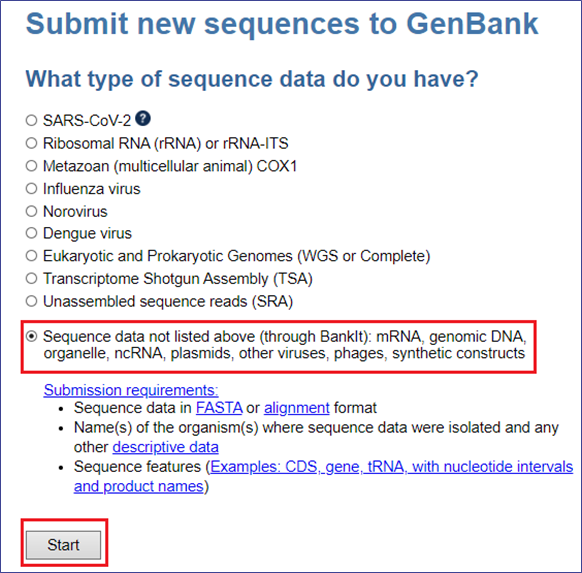 Submit new sequences to GenBank
What type of sequence data do you have?
SARS-CoV-2 ?
Ribosomal RNA (rRNA) or rRNA-ITS
Metazoan (multicellular animal) COX1
Influenza virus
Norovirus
Dengue virus
Eukaryotic and Prokaryotic Genomes (WGS or Complete)
Transcriptome Shotgun Assembly (TSA)
Unassembled sequence reads (SRA)
Sequence data not listed above (through BankIt): mRNA, genomic DNA,
organelle, ncRNA, plasmids, other viruses, phages, synthetic constructs
Submission requirements:
• Sequence data in FASTA or alignment format
• Name(s) of the organism(s) where sequence data were isolated and any
other descriptive data
• Sequence features (Examples: CDS, gene, tRNA, with nucleotide intervals
and product names)
Start